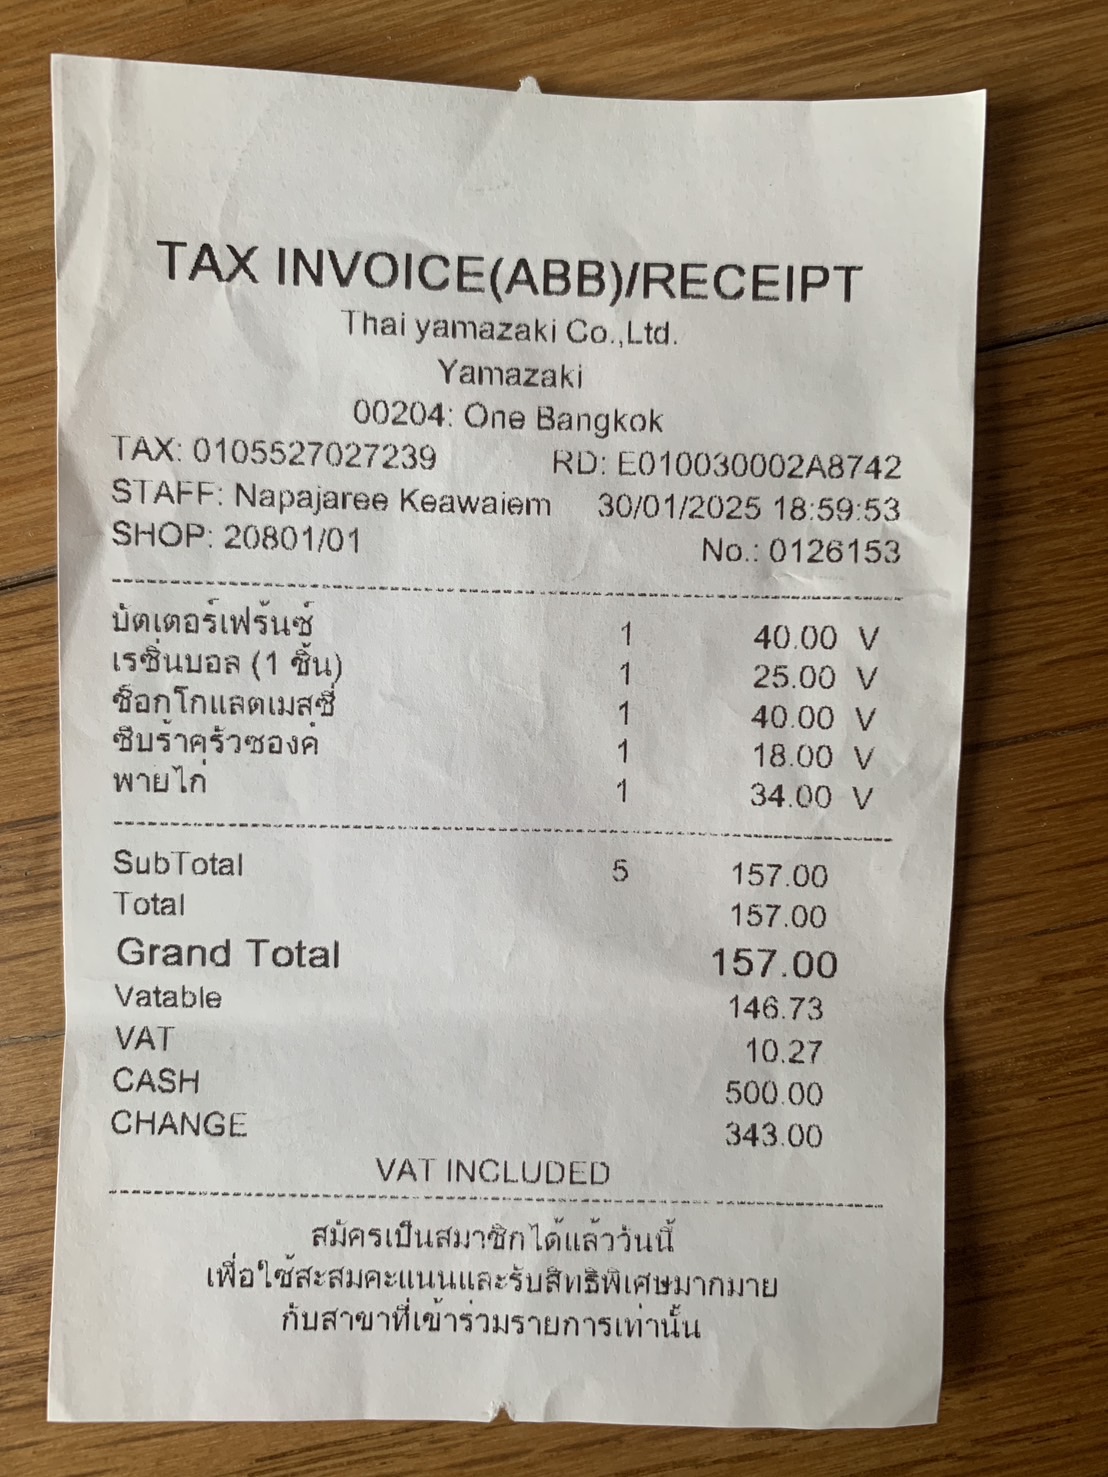 TAX INVOICE(ABB)/RECEIPT
Thai yamazaki Co.,Ltd.
Yamazaki
00204: One Bangkok
TAX: 0105527027239 RD: E010030002A8742
STAFF: Napajaree Keawaiem 30/01/2025 18:59:53
SHOP: 20801/01 No.: 0126153
บัตเตอร์เฟร้นซ์ 1 40.00 V
เรซิ่นบอล (1 ชิ้น) 1 25.00 V
ช็อกโกแลตเมสซี่ 1 40.00 V
ซีบร้าครัวซองค์ 1 18.00 V
พายไก่ 1 34.00 V
SubTotal 5 157.00
Total 157.00
Grand Total 157.00
Vatable 146.73
VAT 10.27
CASH 500.00
CHANGE 343.00
VAT INCLUDED
สมัครเป็นสมาชิกได้แล้ววันนี้
เพื่อใช้สะสมคะแนนและรับสิทธิพิเศษมากมาย
กับสาขาที่เข้าร่วมรายการเท่านั้น